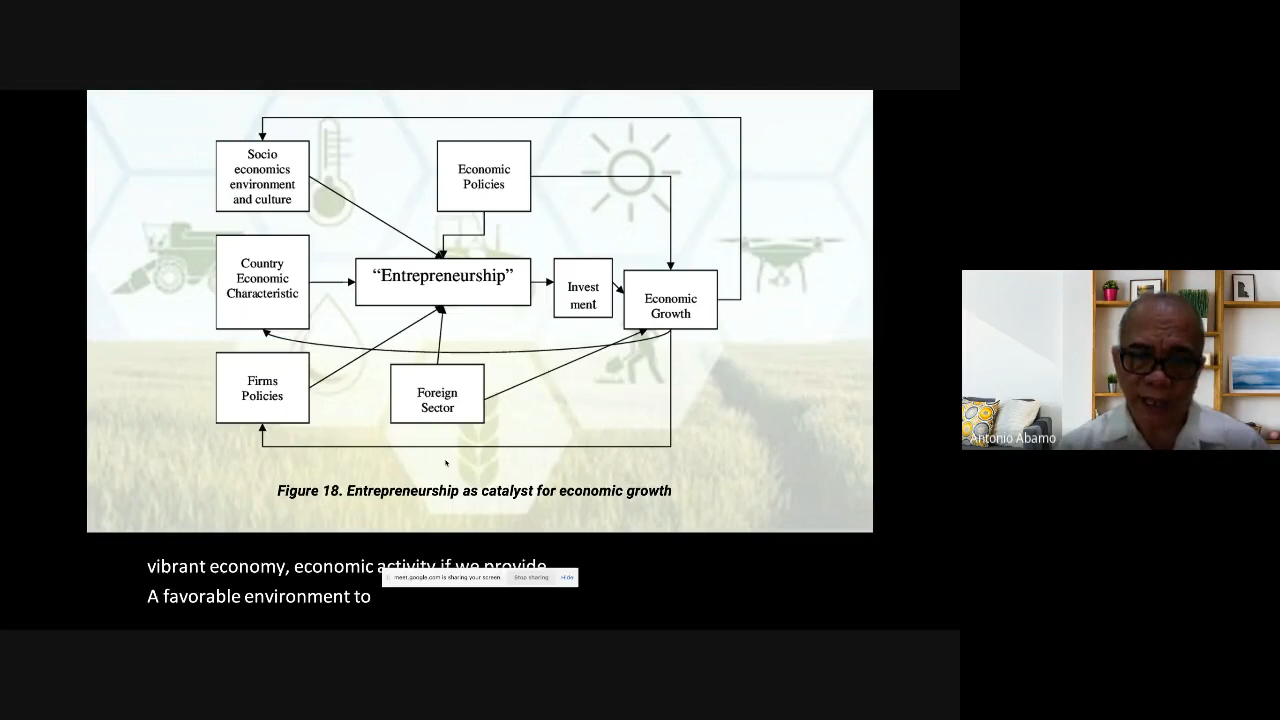 Socio
economics
environment
and culture
Economic
Policies
Country
Economic
Characteristic
“Entrepreneurship”
Invest
ment
Economic
Growth
Firms
Policies
Foreign
Sector
Figure 18. Entrepreneurship as catalyst for economic growth
Antonio Abamo
vibrant economy, economic activity if we provide
meet.google.com is sharing your screen. Stop sharing Hide
A favorable environment to